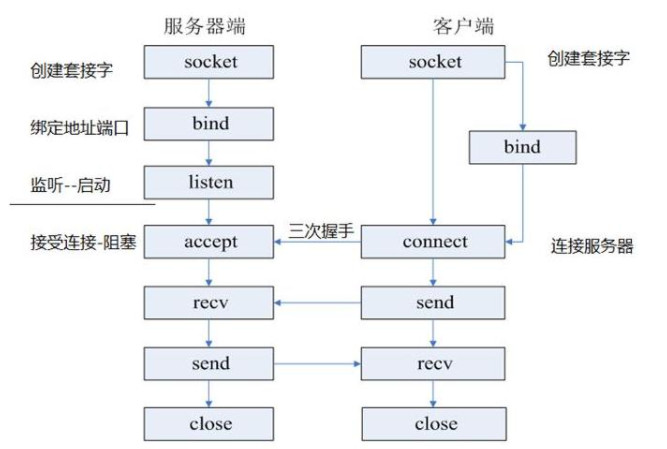 服务器端
客户端
创建套接字
socket
socket
创建套接字
绑定地址端口
bind
bind
监听--启动
listen
接受连接-阻塞
accept
三次握手
connect
连接服务器
recv
send
send
recv
close
close